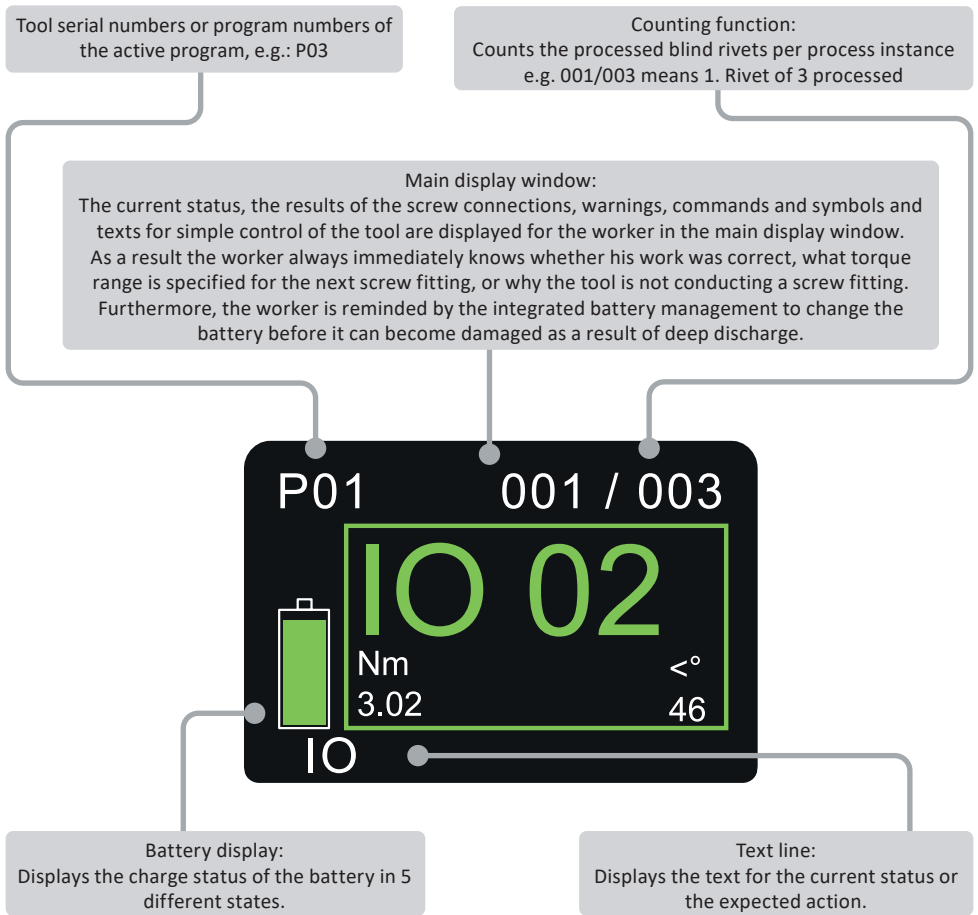 Tool serial numbers or program numbers of
the active program, e.g.: P03
Counting function:
Counts the processed blind rivets per process instance
e.g. 001/003 means 1. Rivet of 3 processed
Main display window:
The current status, the results of the screw connections, warnings, commands and symbols and
texts for simple control of the tool are displayed for the worker in the main display window.
As a result the worker always immediately knows whether his work was correct, what torque
range is specified for the next screw fitting, or why the tool is not conducting a screw fitting.
Furthermore, the worker is reminded by the integrated battery management to change the
battery before it can become damaged as a result of deep discharge.
P01 001 / 003
IO 02
Nm <°
3.02 46
IO
Battery display:
Displays the charge status of the battery in 5
different states.
Text line:
Displays the text for the current status or
the expected action.